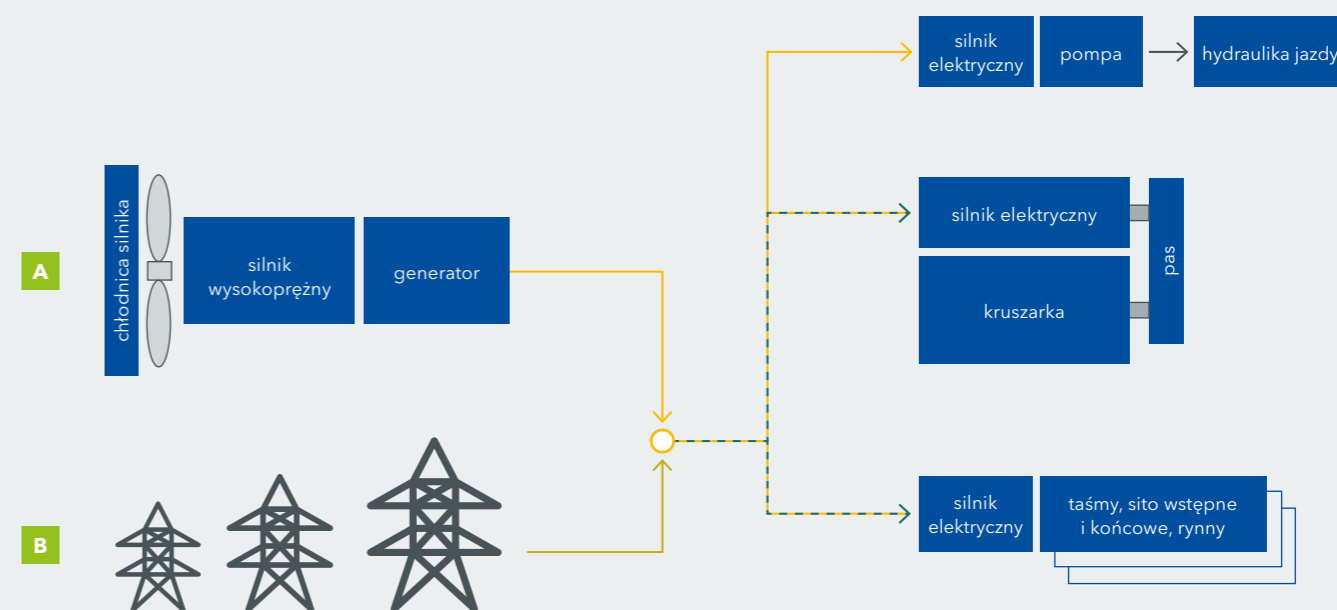 silnik
elektryczny
pompa
hydraulika jazdy
A
chłodnica silnika
silnik
wysokoprężny
generator
silnik elektryczny
kruszarka
pas
B
silnik
elektryczny
taśmy, sito wstępne
i końcowe, rynny